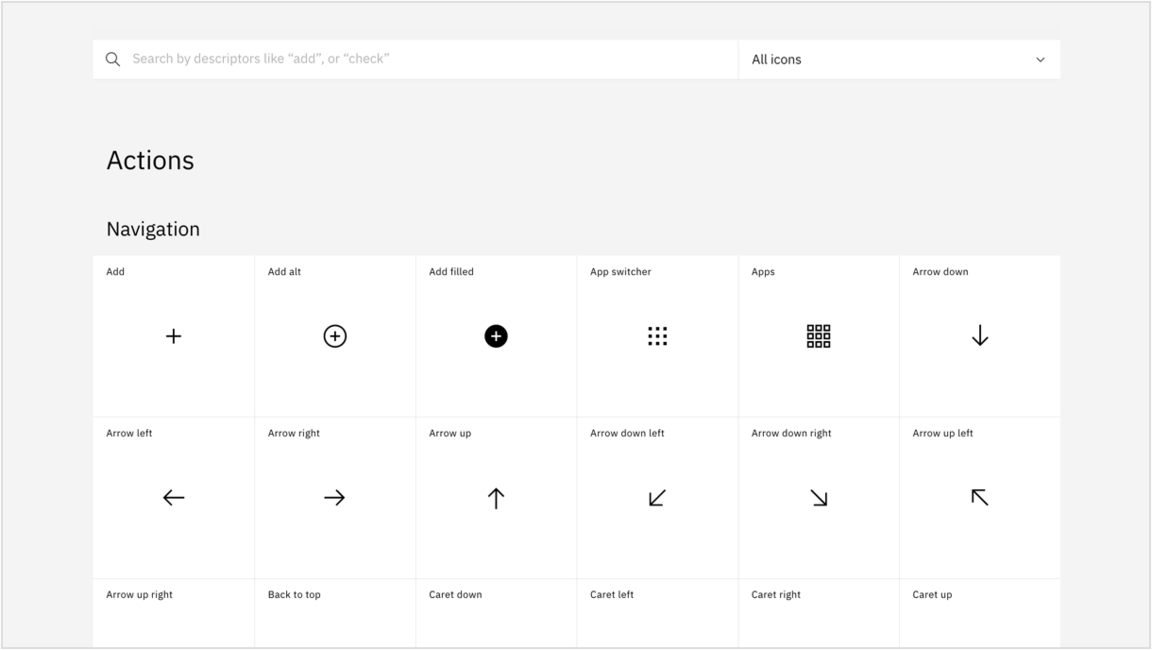 Search by descriptors like “add”, or “check”
All icons
Actions
Navigation
Add
Add alt
Add filled
App switcher
Apps
Arrow down
Arrow left
Arrow right
Arrow up
Arrow down left
Arrow down right
Arrow up left
Arrow up right
Back to top
Caret down
Caret left
Caret right
Caret up